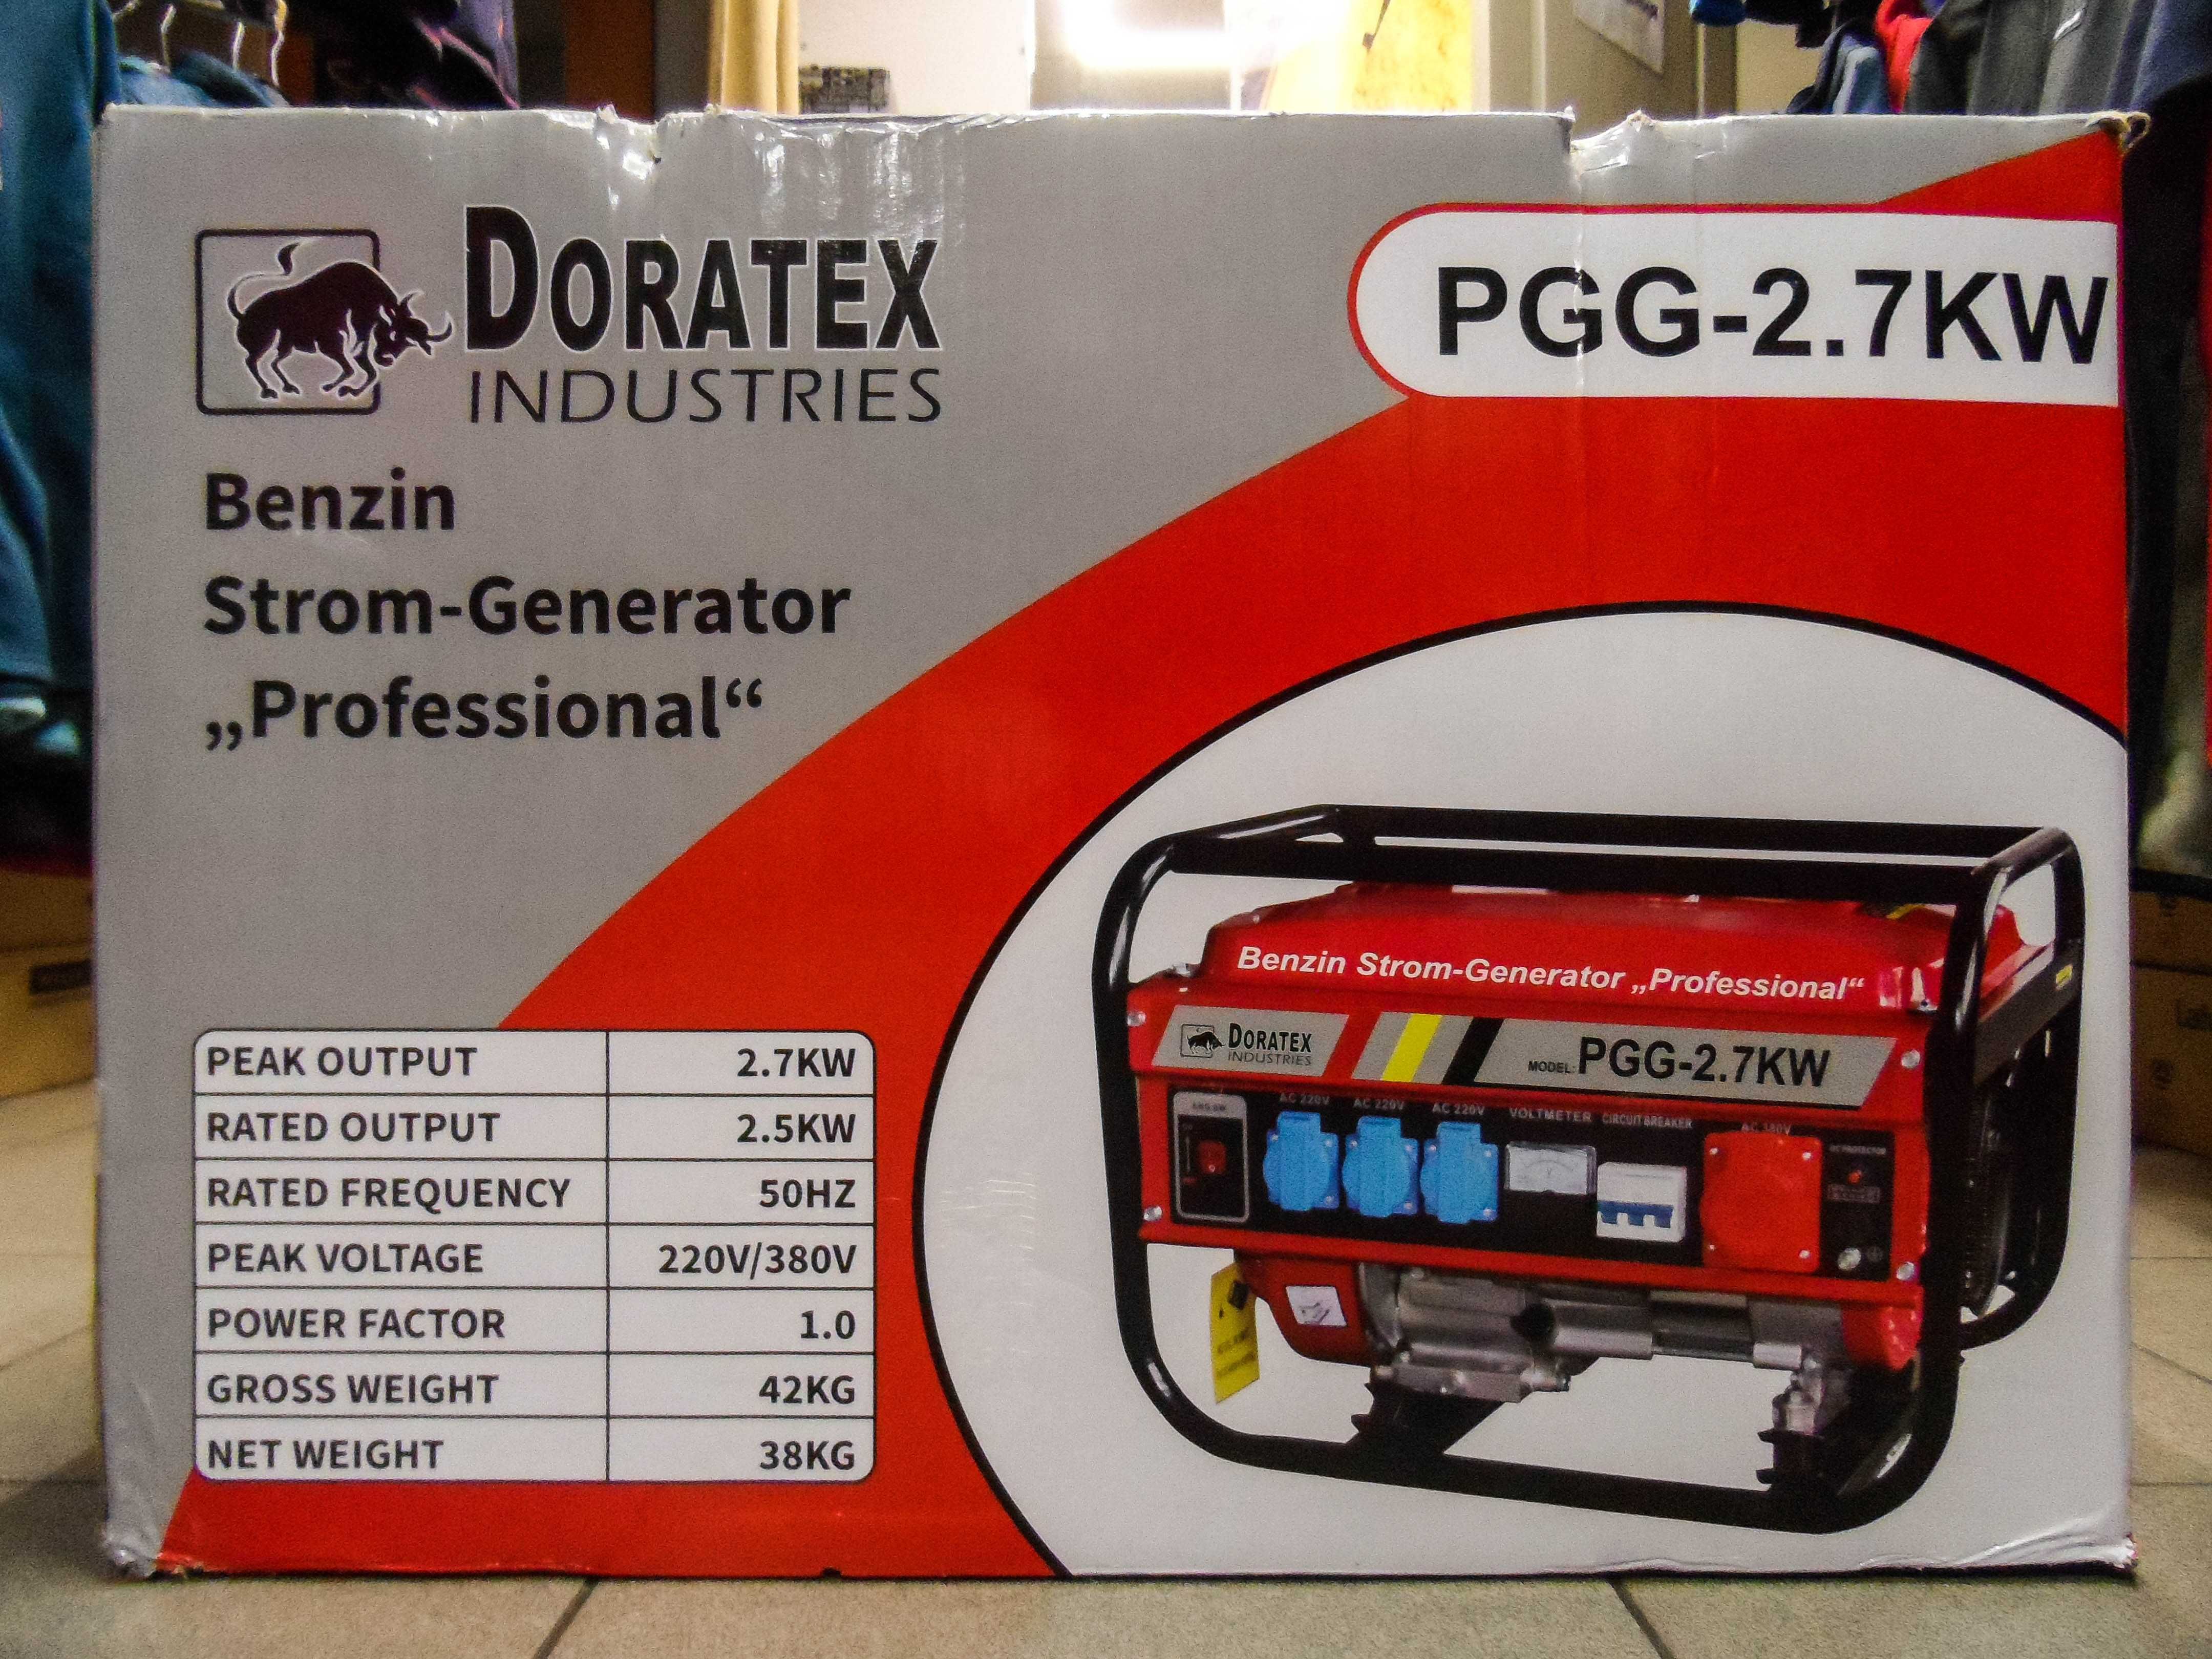 DORATEX
INDUSTRIES
PGG-2.7KW
Benzin
Strom-Generator
„Professional“
PEAK OUTPUT 2.7KW
RATED OUTPUT 2.5KW
RATED FREQUENCY 50HZ
PEAK VOLTAGE 220V/380V
POWER FACTOR 1.0
GROSS WEIGHT 42KG
NET WEIGHT 38KG
Benzin Strom-Generator „Professional“
DORATEX
INDUSTRIES
MODEL: PGG-2.7KW
AC 220V AC 220V AC 220V VOLTMETER CIRCUIT BREAKER AC 380V